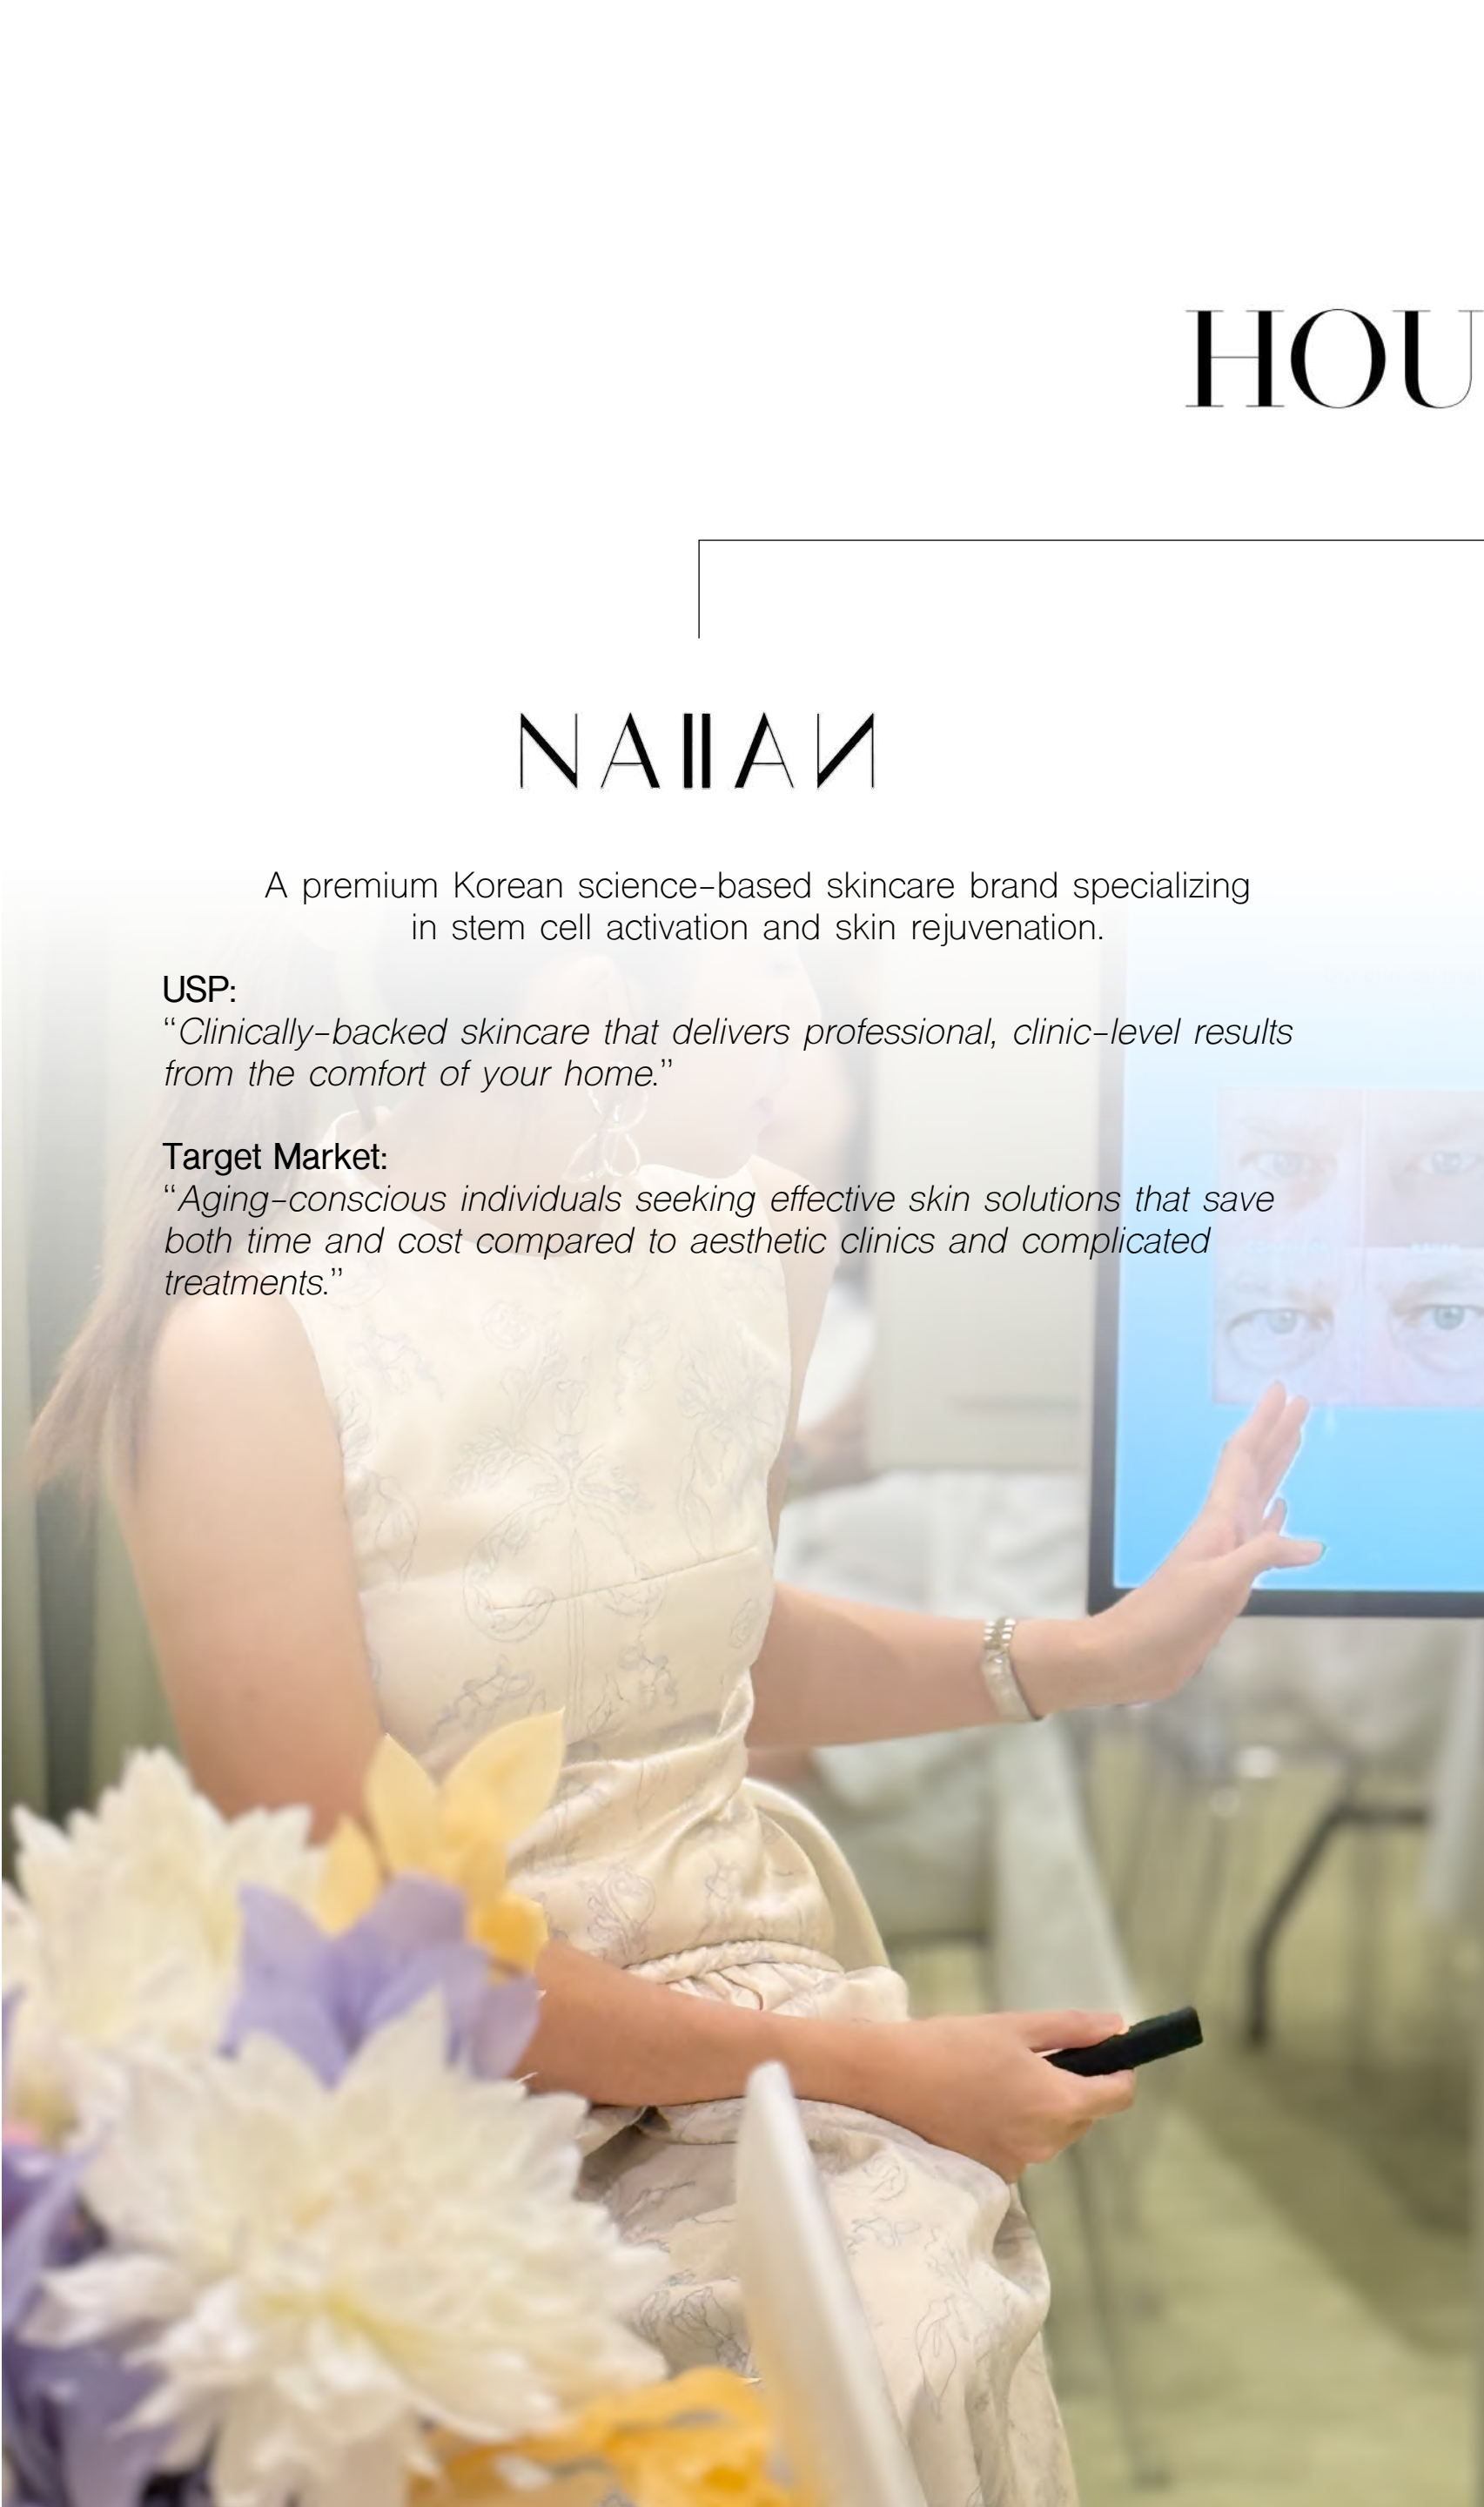 HOU
NAIIAN
A premium Korean science-based skincare brand specializing
in stem cell activation and skin rejuvenation.
USP:
“Clinically-backed skincare that delivers professional, clinic-level results
from the comfort of your home.”
Target Market:
“Aging-conscious individuals seeking effective skin solutions that save
both time and cost compared to aesthetic clinics and complicated
treatments.”